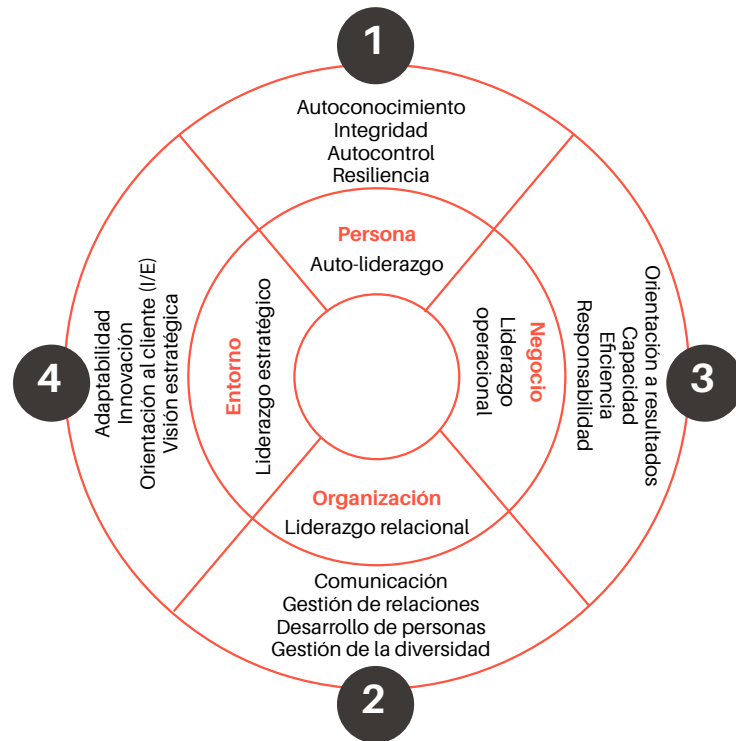 1
Autoconocimiento
Integridad
Autocontrol
Resiliencia
Persona
Auto-liderazgo
Orientación a resultados
Capacidad
Eficiencia
Responsabilidad
3
Negocio
Liderazgo
operacional
Organización
Liderazgo relacional
Comunicación
Gestión de relaciones
Desarrollo de personas
Gestión de la diversidad
2
4
Adaptabilidad
Innovación
Orientación al cliente (I/E)
Visión estratégica
Entorno
Liderazgo estratégico